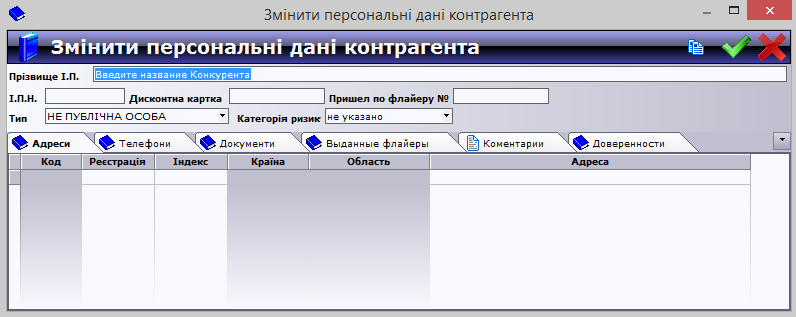 Змінити персональні дані контрагента
Змінити персональні дані контрагента
Прізвище І.П. Введите название Конкурента
І.П.Н. Дисконтна картка Пришел по флайеру №
Тип НЕ ПУБЛІЧНА ОСОБА Категорія ризик не указано
Адреси Телефони Документи Выданные флайеры Коментарии Доверенности
Код Реєстрація Індекс Країна Область Адреса